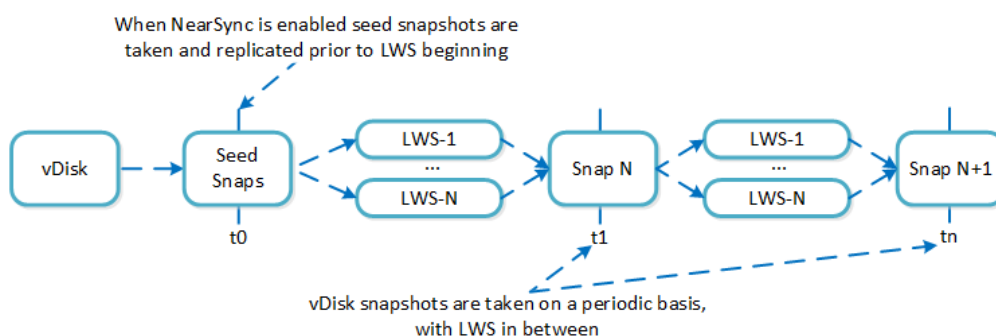 When NearSync is enabled seed snapshots are
taken and replicated prior to LWS beginning
vDisk
Seed
Snaps
LWS-1
...
LWS-N
Snap N
LWS-1
...
LWS-N
Snap N+1
t0
t1
tn
vDisk snapshots are taken on a periodic basis,
with LWS in between